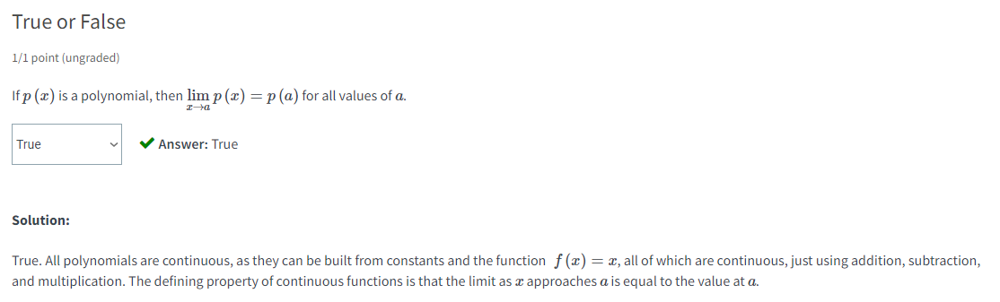 True or False
1/1 point (ungraded)
If p (x) is a polynomial, then lim x→a p (x) = p (a) for all values of a.
True
✔ Answer: True
Solution:
True. All polynomials are continuous, as they can be built from constants and the function f (x) = x, all of which are continuous, just using addition, subtraction,
and multiplication. The defining property of continuous functions is that the limit as x approaches a is equal to the value at a.